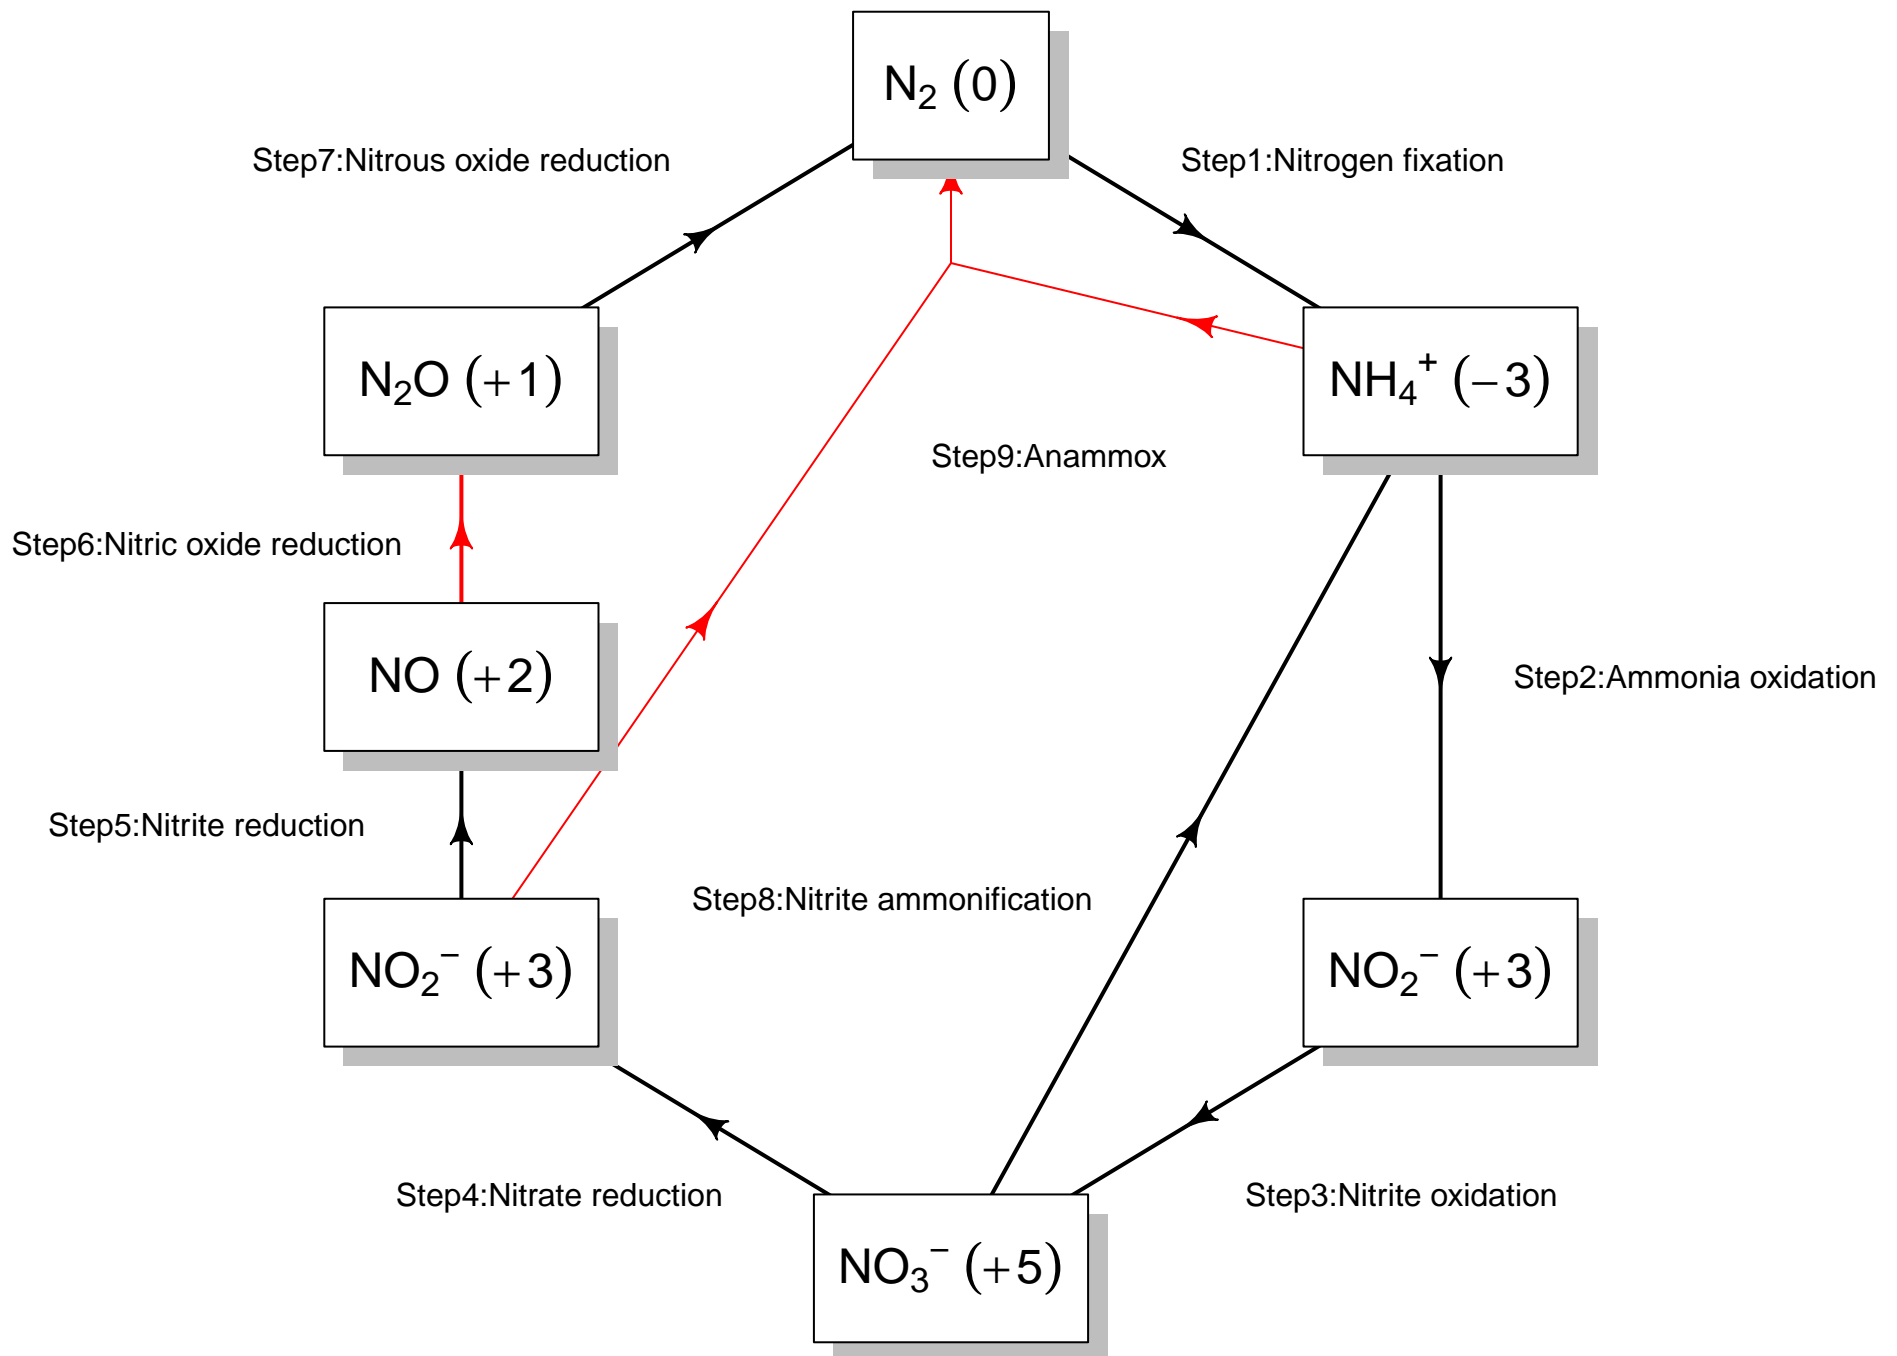 N₂ (0)
Step7:Nitrous oxide reduction
Step1:Nitrogen fixation
N₂O (+1)
NH₄⁺ (−3)
Step9:Anammox
Step6:Nitric oxide reduction
NO (+2)
Step2:Ammonia oxidation
Step5:Nitrite reduction
Step8:Nitrite ammonification
NO₂⁻ (+3)
NO₂⁻ (+3)
Step4:Nitrate reduction
Step3:Nitrite oxidation
NO₃⁻ (+5)